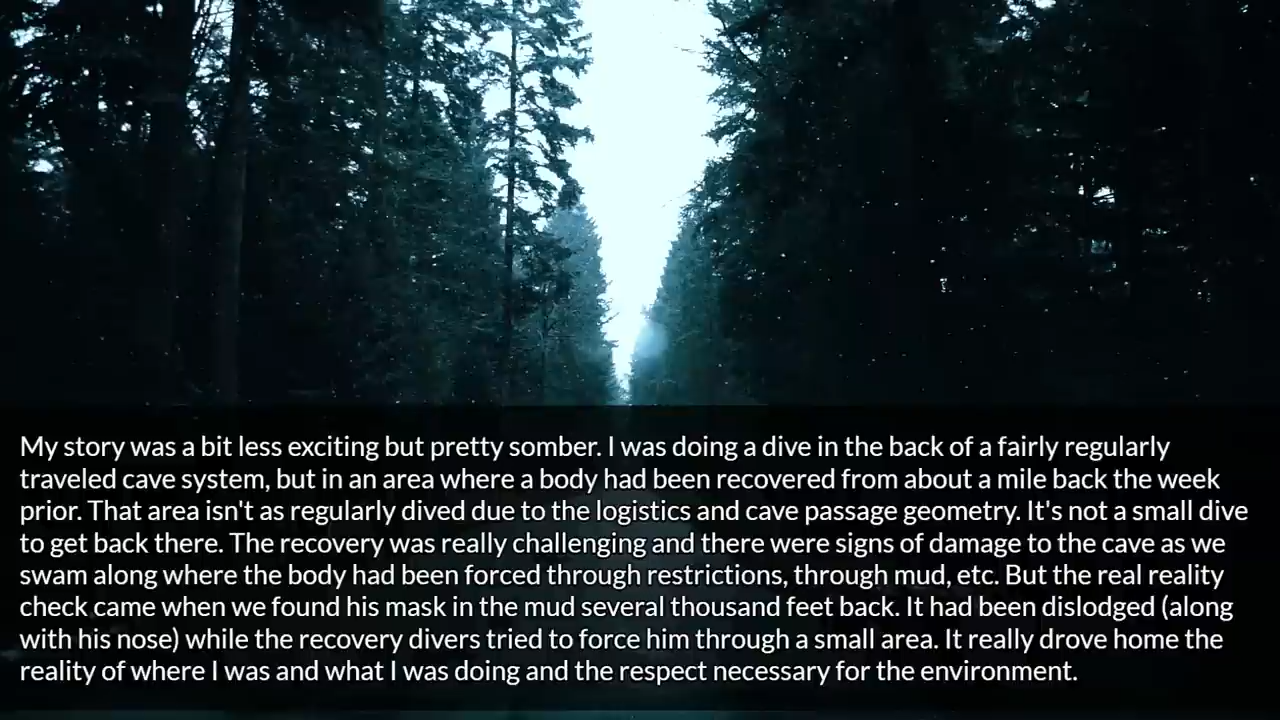 My story was a bit less exciting but pretty somber. I was doing a dive in the back of a fairly regularly
traveled cave system, but in an area where a body had been recovered from about a mile back the week
prior. That area isn't as regularly dived due to the logistics and cave passage geometry. It's not a small dive
to get back there. The recovery was really challenging and there were signs of damage to the cave as we
swam along where the body had been forced through restrictions, through mud, etc. But the real reality
check came when we found his mask in the mud several thousand feet back. It had been dislodged (along
with his nose) while the recovery divers tried to force him through a small area. It really drove home the
reality of where I was and what I was doing and the respect necessary for the environment.